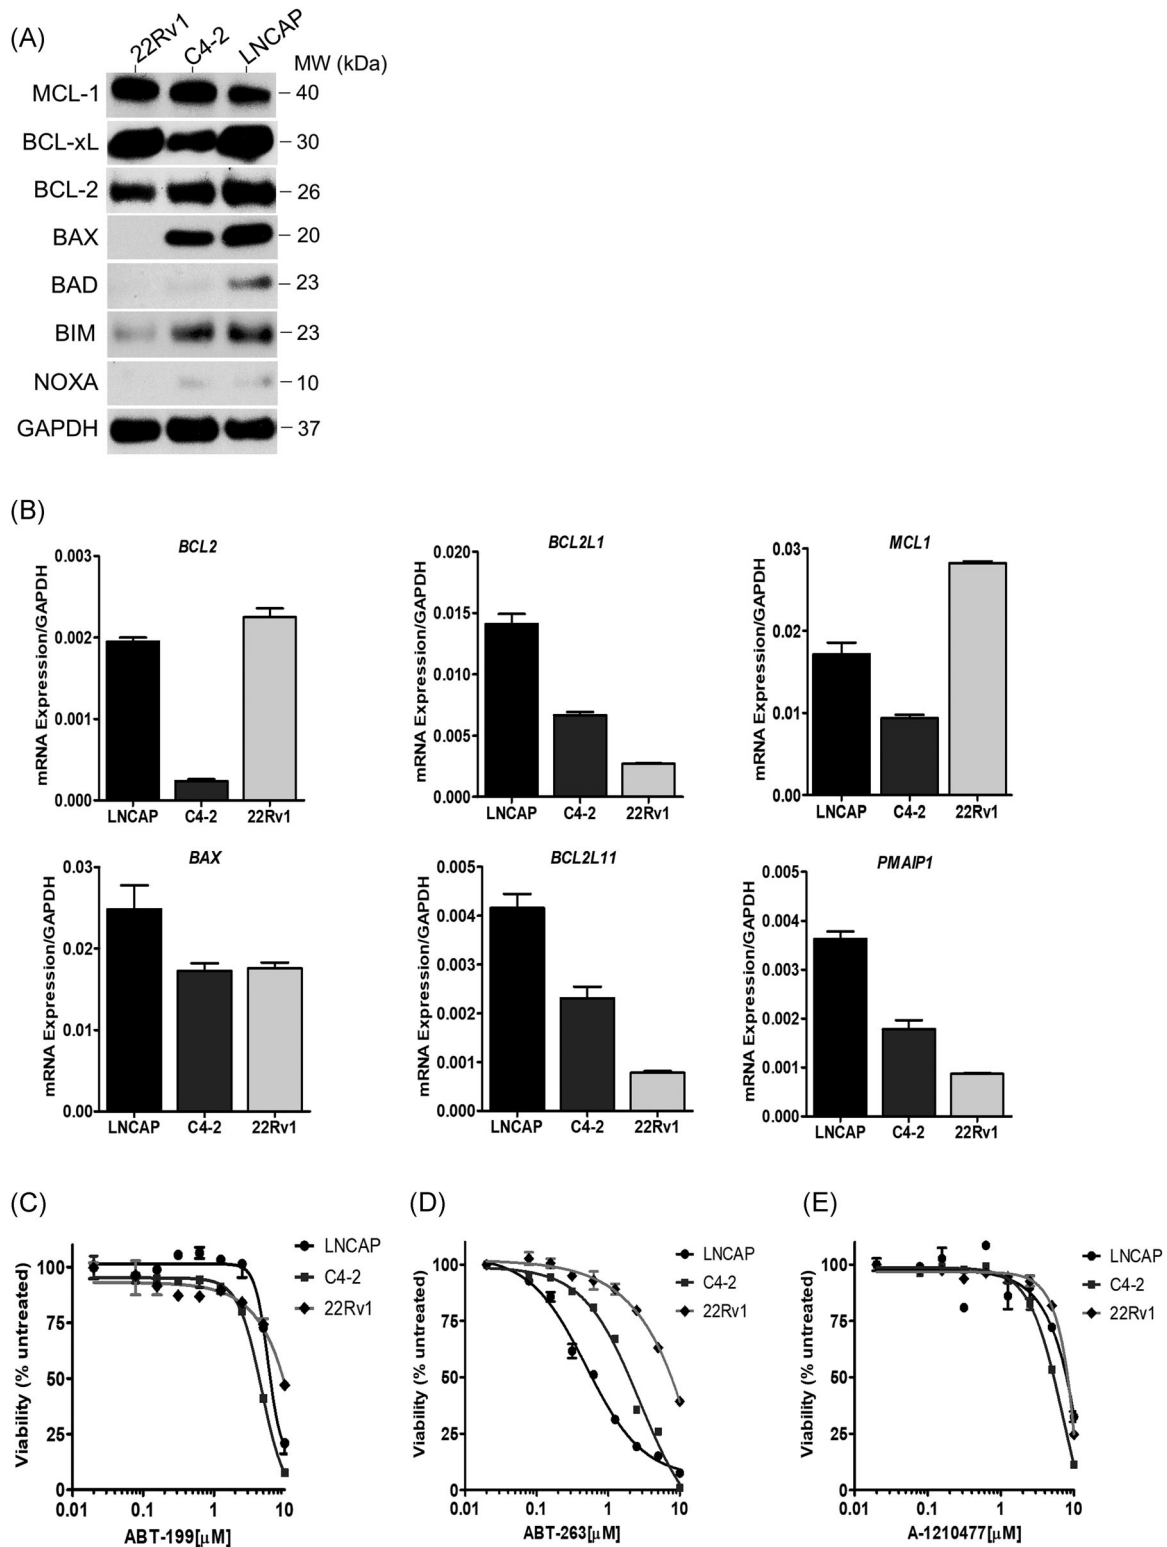 (A)
22Rv1 C4-2 LNCAP
MW (kDa)
MCL-1 40
BCL-xL 30
BCL-2 26
BAX 20
BAD 23
BIM 23
NOXA 10
GAPDH 37
(B)
BCL2
mRNA Expression/GAPDH
0.003
0.002
0.001
0.000
LNCAP C4-2 22Rv1
BCL2L1
mRNA Expression/GAPDH
0.020
0.015
0.010
0.005
0.000
LNCAP C4-2 22Rv1
MCL1
mRNA Expression/GAPDH
0.03
0.02
0.01
0.00
LNCAP C4-2 22Rv1
BAX
mRNA Expression/GAPDH
0.03
0.02
0.01
0.00
LNCAP C4-2 22Rv1
BCL2L11
mRNA Expression/GAPDH
0.005
0.004
0.003
0.002
0.001
0.000
LNCAP C4-2 22Rv1
PMAIP1
mRNA Expression/GAPDH
0.005
0.004
0.003
0.002
0.001
0.000
LNCAP C4-2 22Rv1
(C)
Viability (% untreated)
100
75
50
25
0
0.01 0.1 1 10
ABT-199[µM]
LNCAP
C4-2
22Rv1
(D)
Viability (% untreated)
100
75
50
25
0
0.01 0.1 1 10
ABT-263[µM]
LNCAP
C4-2
22Rv1
(E)
Viability (% untreated)
100
75
50
25
0
0.01 0.1 1 10
A-1210477[µM]
LNCAP
C4-2
22Rv1